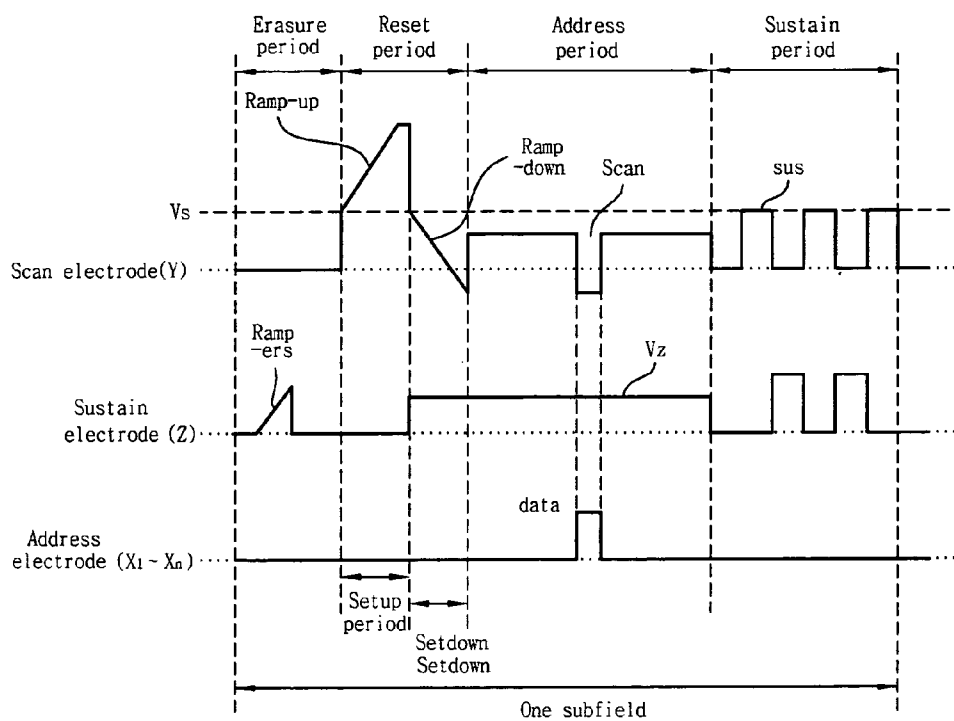 Erasure period
Reset period
Address period
Sustain period
Ramp-up
Ramp
-down
Scan
sus
Vs
Scan electrode(Y)
Ramp
-ers
Vz
Sustain
electrode(Z)
data
Address
electrode (X1 ~ Xn)
Setup
period
Setdown
Setdown
One subfield